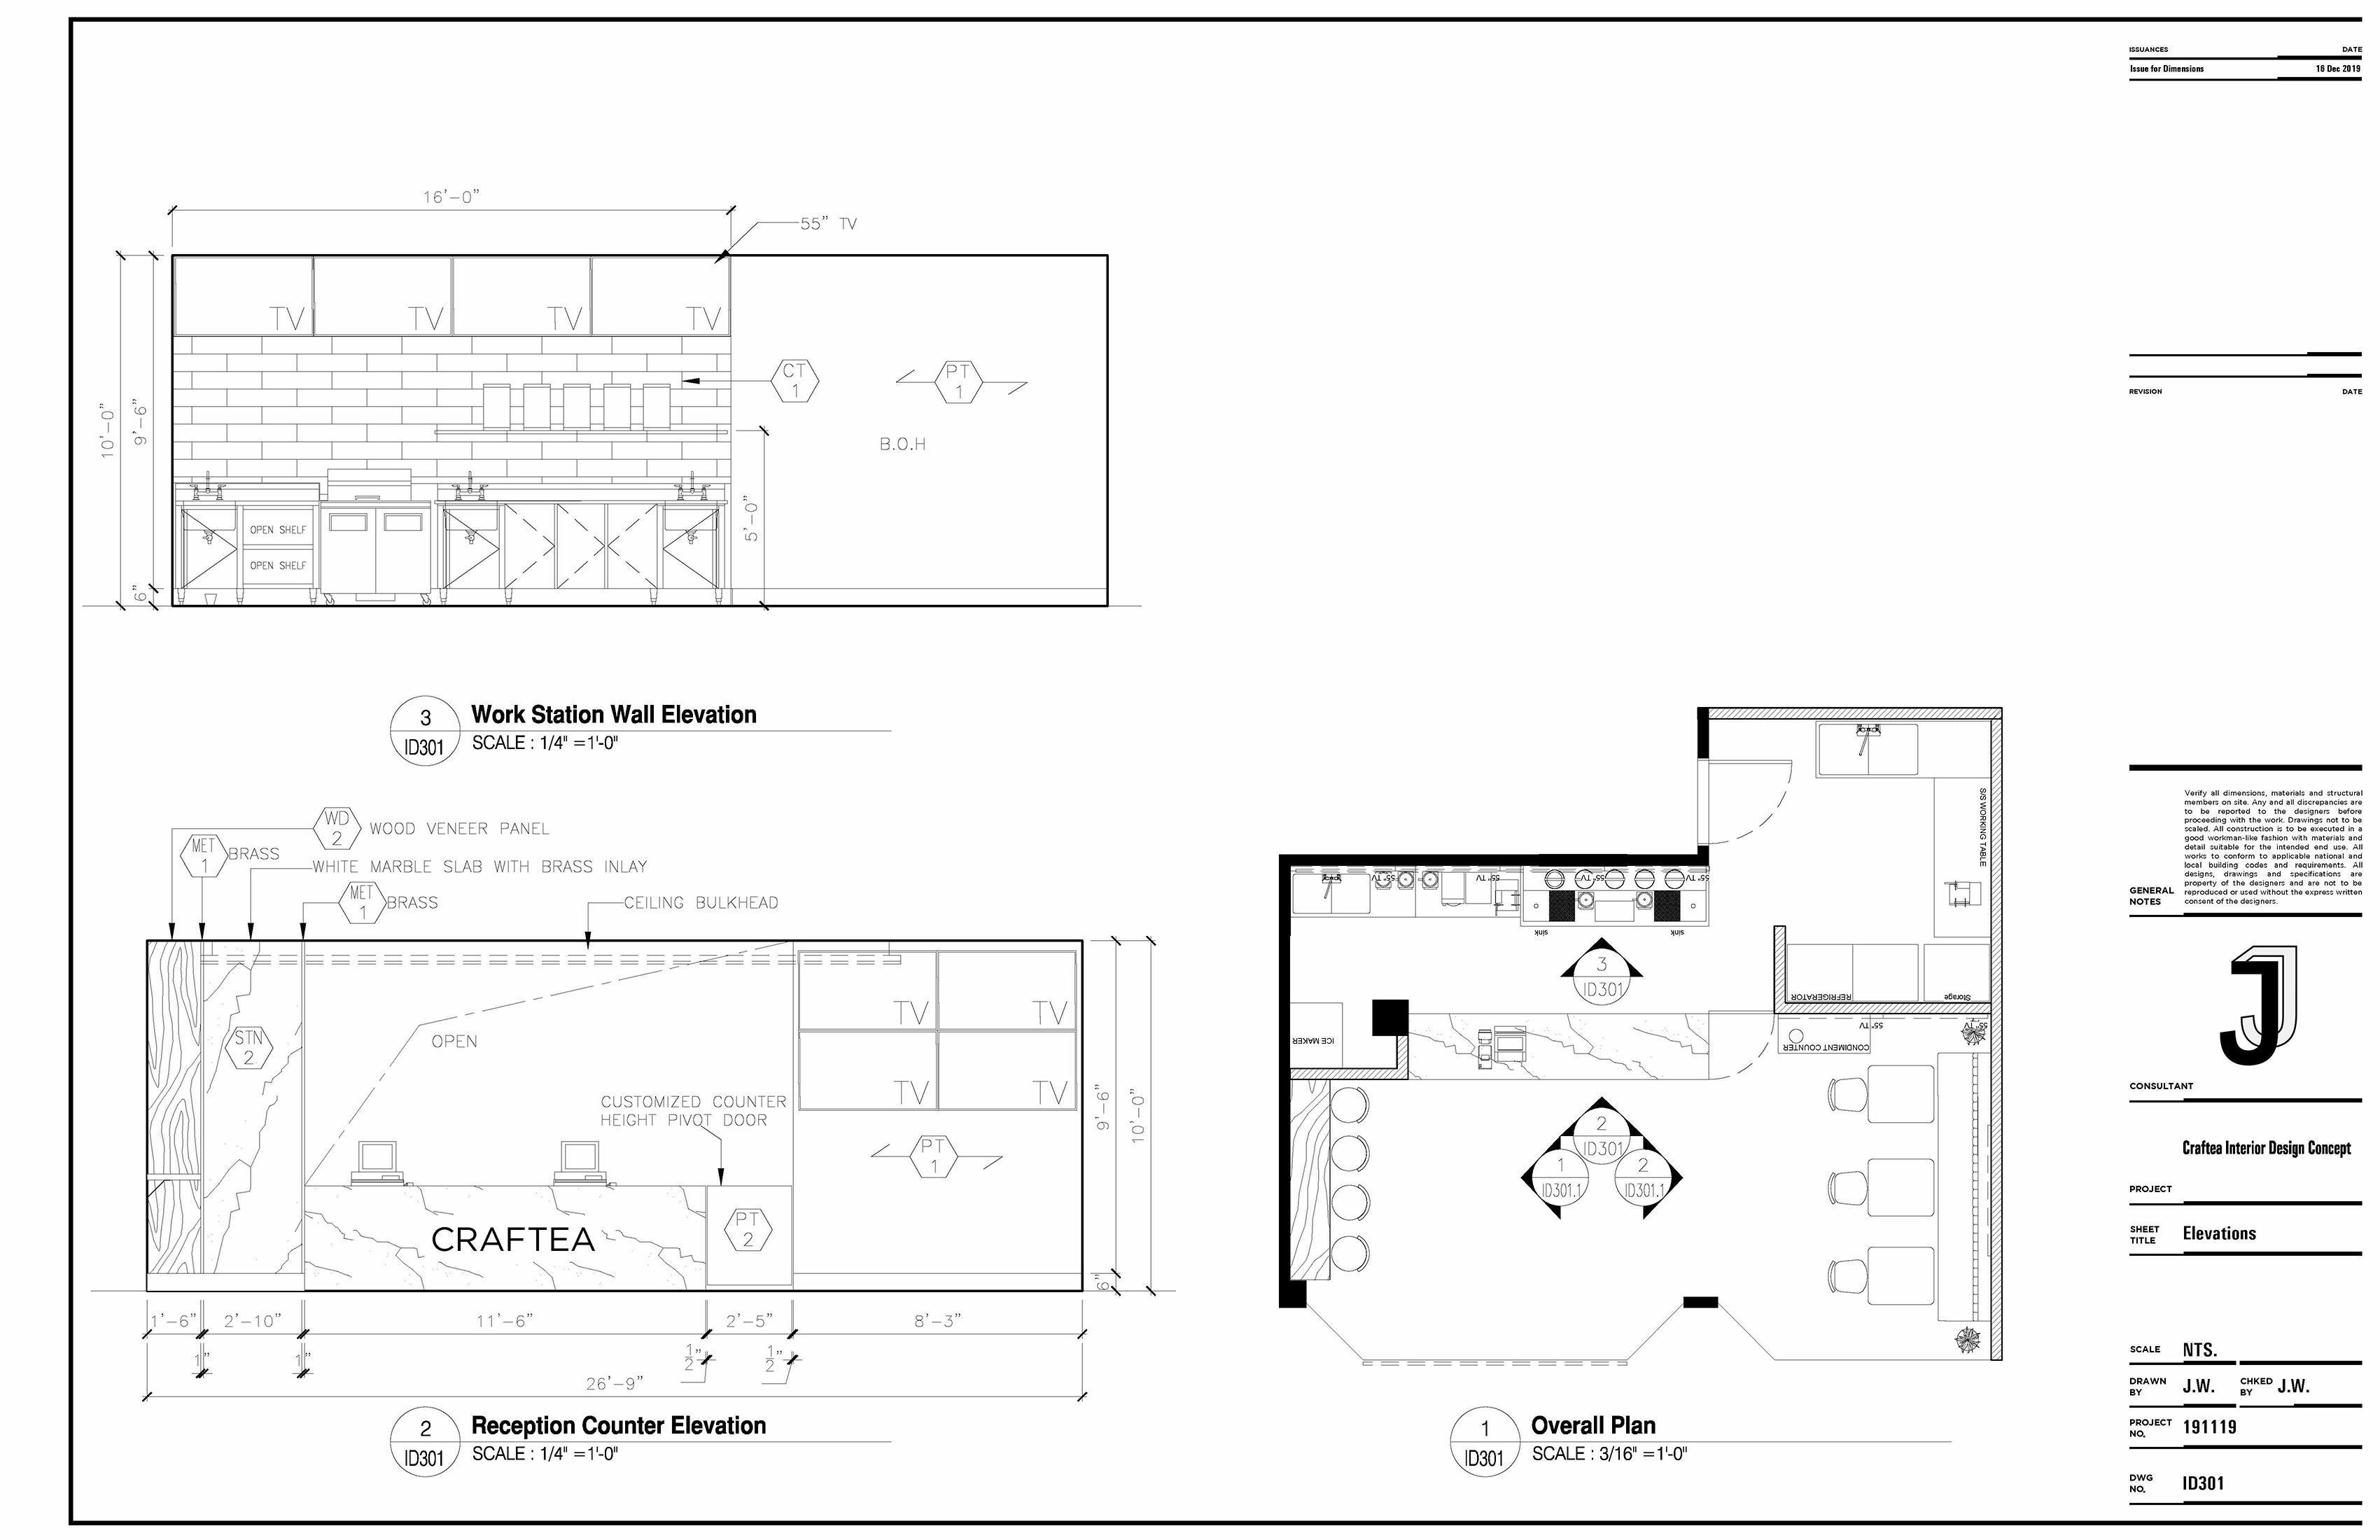 ISSUANCES DATE
Issue for Dimensions 16 Dec 2019
16'-0"
55" TV
TV TV TV TV
CT
1
PT
1
10'-0"
9'-6"
6"
B.O.H
5'-0"
OPEN SHELF
OPEN SHELF
REVISION DATE
3
ID301
Work Station Wall Elevation
SCALE : 1/4" =1'-0"
WD
2
WOOD VENEER PANEL
MET
1
BRASS
WHITE MARBLE SLAB WITH BRASS INLAY
MET
1
BRASS
CEILING BULKHEAD
STN
2
OPEN
TV TV
TV TV
CUSTOMIZED COUNTER
HEIGHT PIVOT DOOR
PT
1
PT
2
CRAFTEA
9'-6"
10'-0"
6"
1'-6" 2'-10" 11'-6" 2'-5" 8'-3"
1" 1" 1/2" 1/2"
26'-9"
2
ID301
Reception Counter Elevation
SCALE : 1/4" =1'-0"
S/S WORKING TABLE
55" TV 55" TV 55" TV 55" TV
sink sink
3
ID301
REFRIGERATOR Storage
ICE MAKER
55" TV 55" TV
CONDIMENT COUNTER
2
ID301
1
ID301.1
2
ID301.1
1
ID301
Overall Plan
SCALE : 3/16" =1'-0"
GENERAL
NOTES
Verify all dimensions, materials and structural
members on site. Any and all discrepancies are
to be reported to the designers before
proceeding with the work. Drawings not to be
scaled. All construction is to be executed in a
good workman-like fashion with materials and
detail suitable for the intended end use. All
works to conform to applicable national and
local building codes and requirements. All
designs, drawings and specifications are
property of the designers and are not to be
reproduced or used without the express written
consent of the designers.
J
CONSULTANT
Craftea Interior Design Concept
PROJECT
SHEET
TITLE
Elevations
SCALE NTS.
DRAWN
BY
J.W.
CHKED
BY
J.W.
PROJECT
NO.
191119
DWG
NO.
ID301